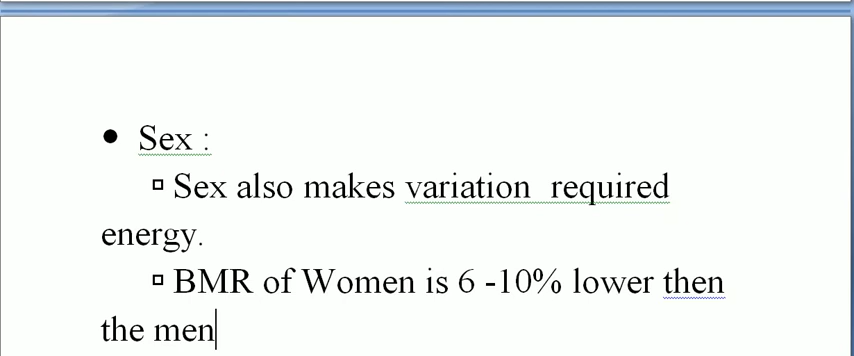 ● Sex :
▫ Sex also makes variation  required
energy.
▫ BMR of Women is 6 -10% lower then
the men